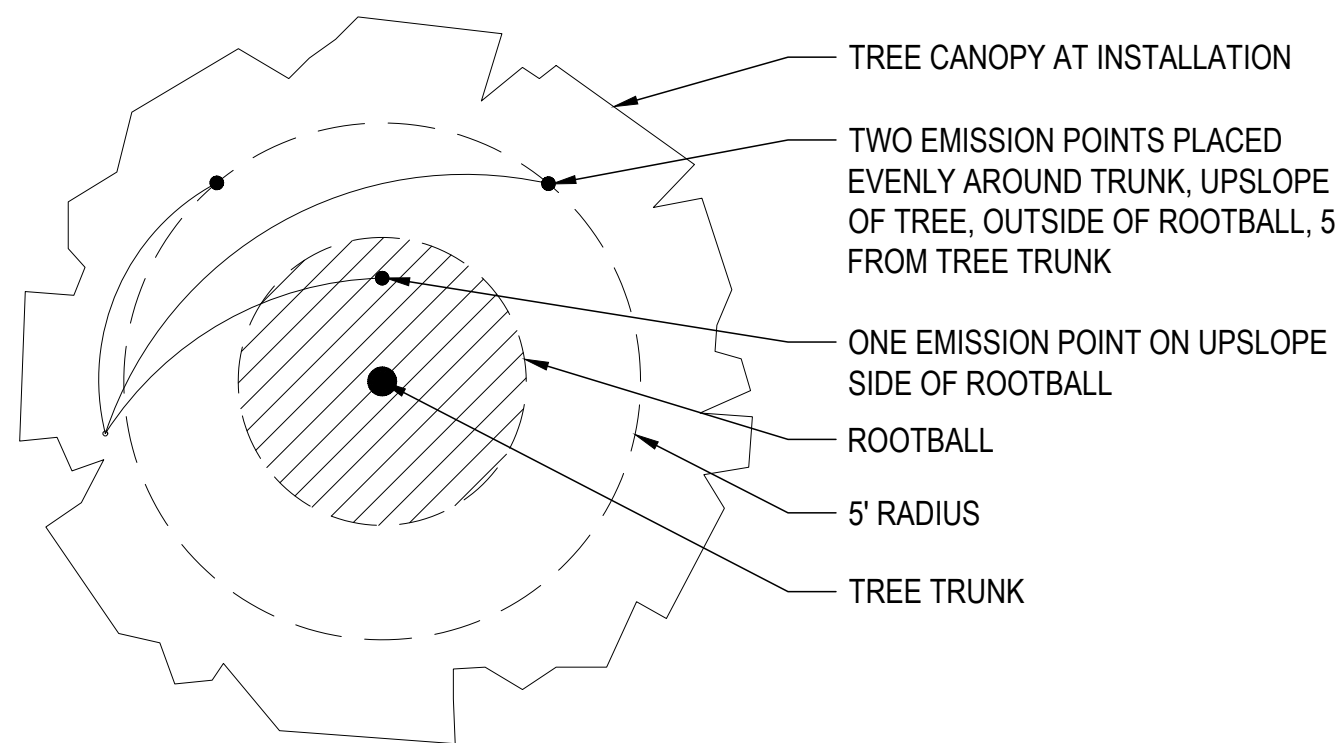 TREE CANOPY AT INSTALLATION
TWO EMISSION POINTS PLACED
EVENLY AROUND TRUNK, UPSLOPE
OF TREE, OUTSIDE OF ROOTBALL, 5
FROM TREE TRUNK
ONE EMISSION POINT ON UPSLOPE
SIDE OF ROOTBALL
ROOTBALL
5' RADIUS
TREE TRUNK